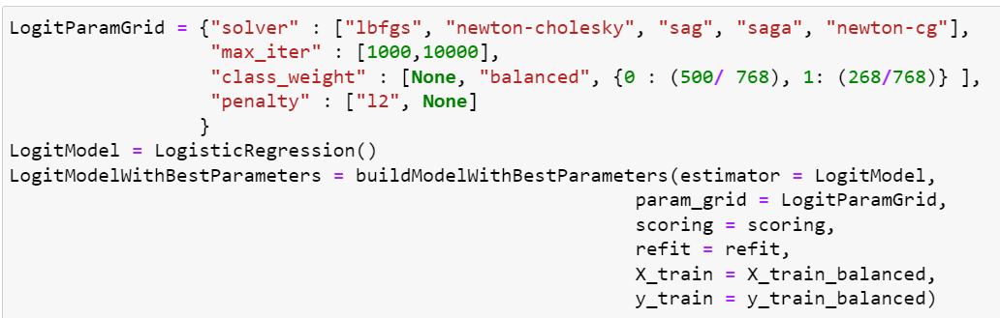 LogitParamGrid = {"solver" : ["lbfgs", "newton-cholesky", "sag", "saga", "newton-cg"],
"max_iter" : [1000,10000],
"class_weight" : [None, "balanced", {0 : (500/ 768), 1: (268/768)} ],
"penalty" : ["l2", None]
}
LogitModel = LogisticRegression()
LogitModelWithBestParameters = buildModelWithBestParameters(estimator = LogitModel,
param_grid = LogitParamGrid,
scoring = scoring,
refit = refit,
X_train = X_train_balanced,
y_train = y_train_balanced)